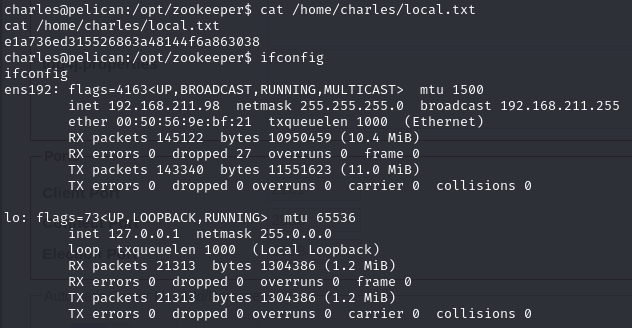 charles@pelican:/opt/zookeeper$ cat /home/charles/local.txt
cat /home/charles/local.txt
e1a736ed315526863a48144f6a863038
charles@pelican:/opt/zookeeper$ ifconfig
ifconfig
ens192: flags=4163<UP,BROADCAST,RUNNING,MULTICAST>  mtu 1500
        inet 192.168.211.98  netmask 255.255.255.0  broadcast 192.168.211.255
        ether 00:50:56:9e:bf:21  txqueuelen 1000  (Ethernet)
        RX packets 145122  bytes 10950459 (10.4 MiB)
        RX errors 0  dropped 27  overruns 0  frame 0
        TX packets 143340  bytes 11551623 (11.0 MiB)
        TX errors 0  dropped 0 overruns 0  carrier 0  collisions 0

lo: flags=73<UP,LOOPBACK,RUNNING>  mtu 65536
        inet 127.0.0.1  netmask 255.0.0.0
        loop  txqueuelen 1000  (Local Loopback)
        RX packets 21313  bytes 1304386 (1.2 MiB)
        RX errors 0  dropped 0  overruns 0  frame 0
        TX packets 21313  bytes 1304386 (1.2 MiB)
        TX errors 0  dropped 0 overruns 0  carrier 0  collisions 0